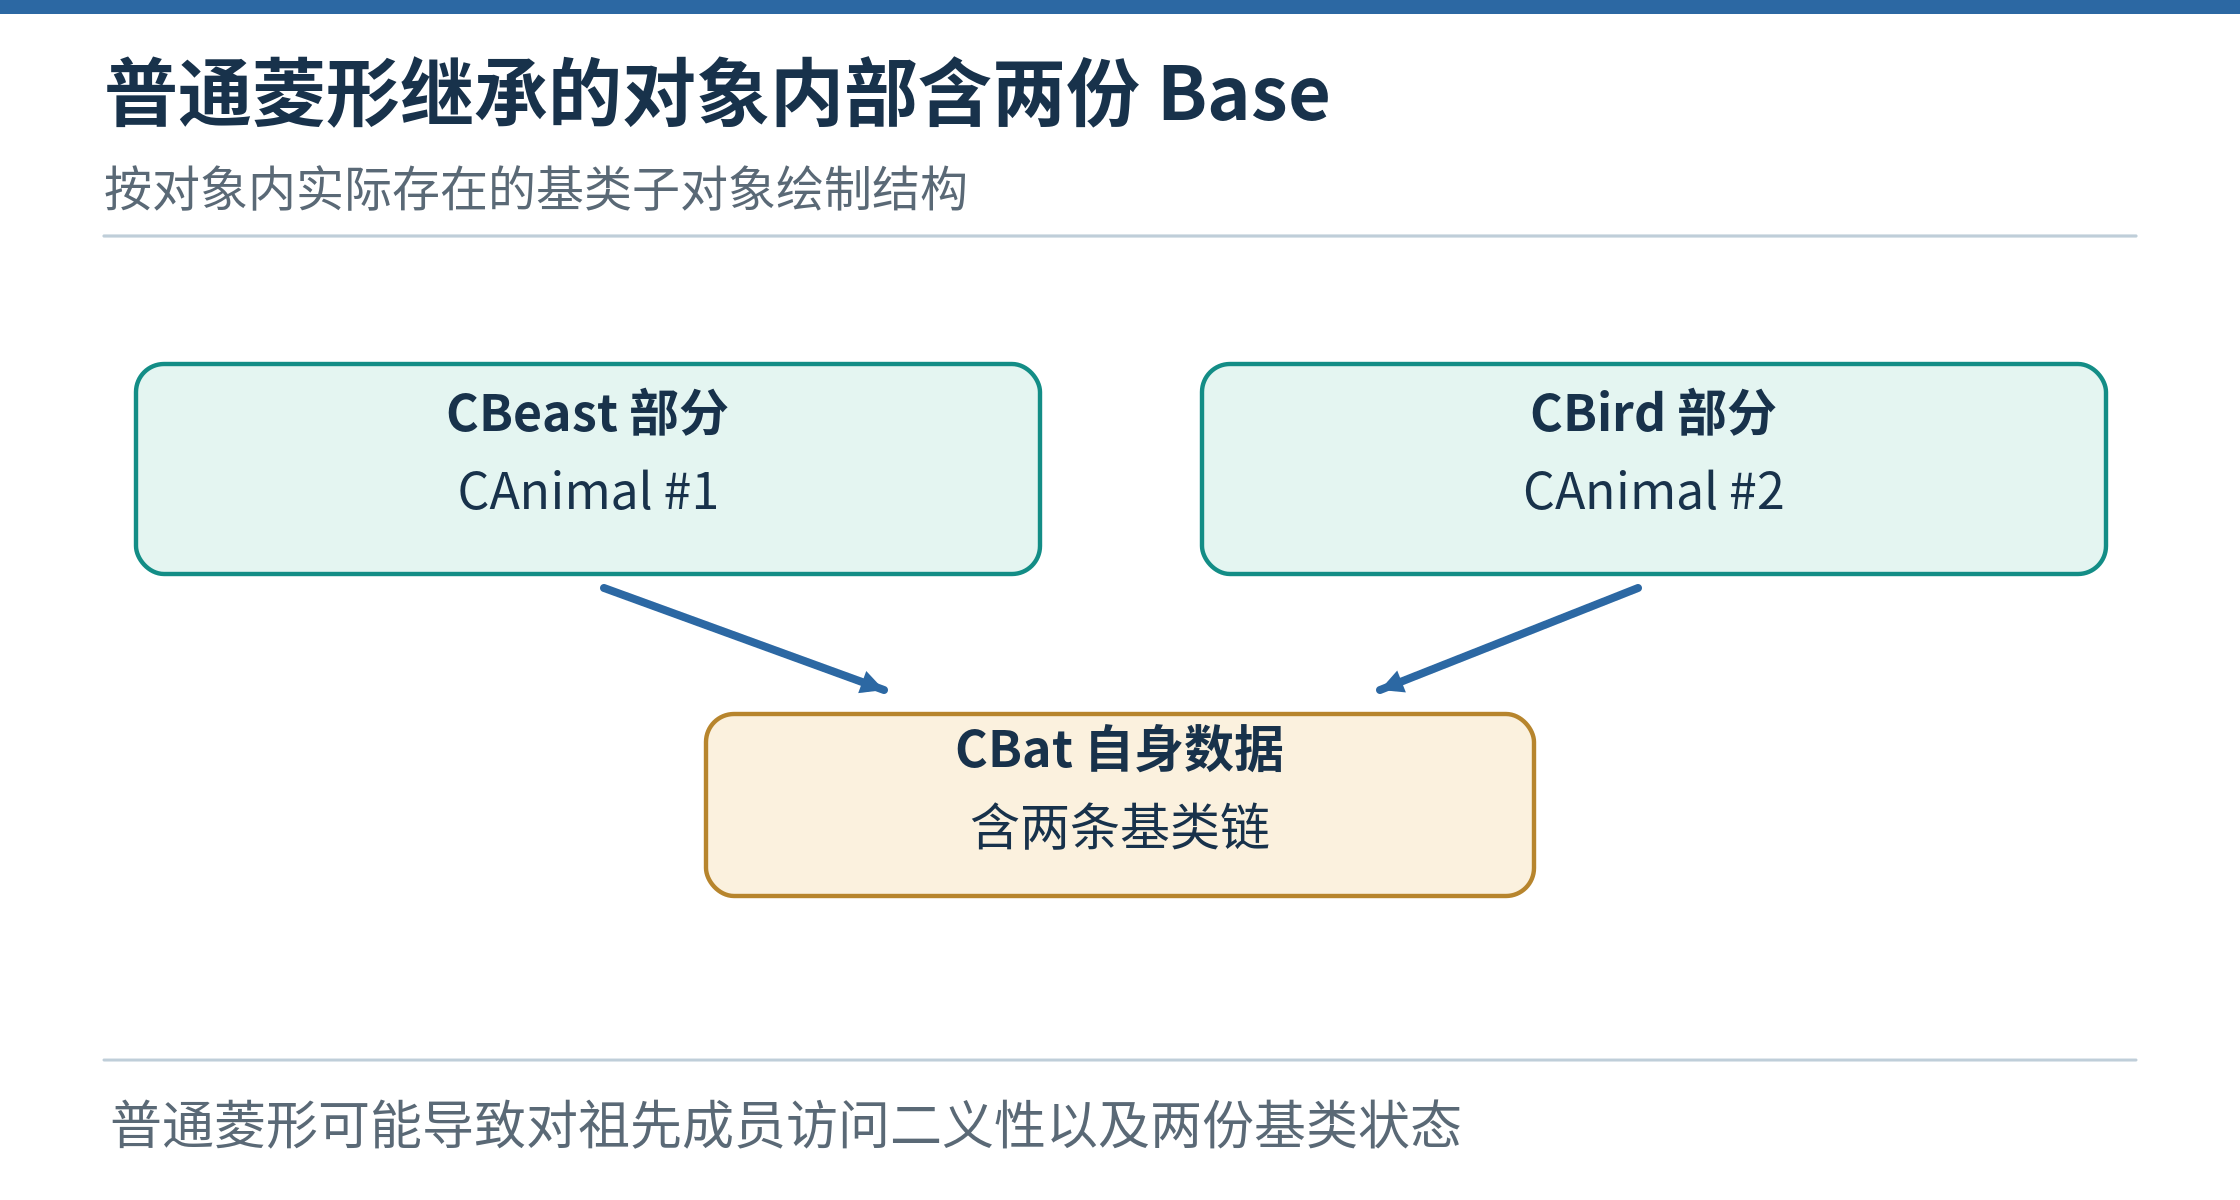 普通菱形继承的对象内部含两份 Base
按对象内实际存在的基类子对象绘制结构
CBeast 部分
CAnimal #1
CBird 部分
CAnimal #2
CBat 自身数据
含两条基类链
普通菱形可能导致对祖先成员访问二义性以及两份基类状态